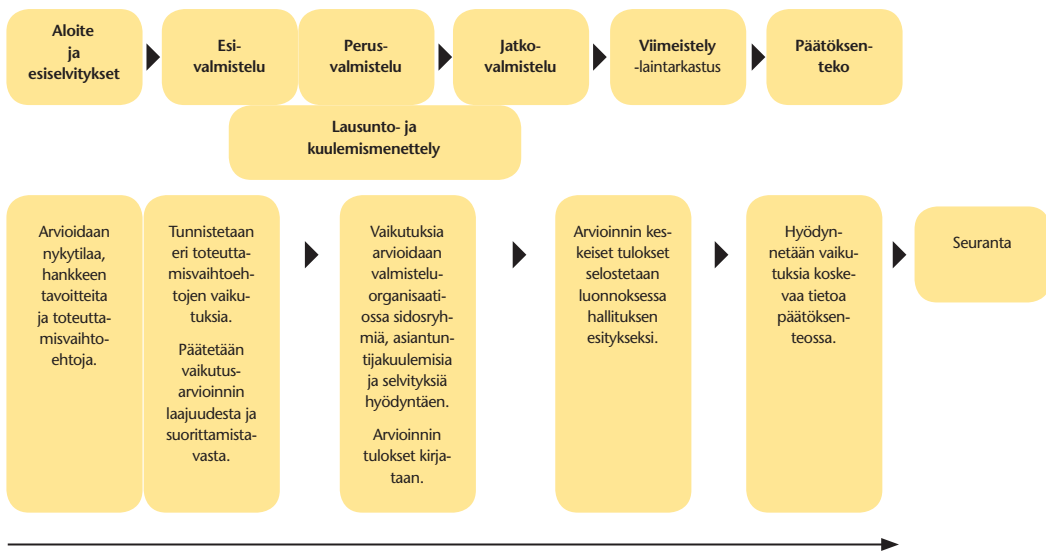 Aloite
ja
esiselvitykset
Esi-
valmistelu
Perus-
valmistelu
Jatko-
valmistelu
Viimeistely
-laintarkastus
Päätöksen-
teko
Lausunto- ja
kuulemismenettely
Arvioidaan
nykytilaa,
hankkeen
tavoitteita
ja toteutta-
misvaihto-
ehtoja.
Tunnistetaan
eri toteutta-
misvaihtoeh-
tojen vaiku-
tuksia.
Päätetään
vaikutus-
arvioinnin
laajuudesta ja
suorittamista-
vasta.
Vaikutuksia
arvioidaan
valmistelu-
organisaati-
ossa sidosryh-
miä, asiantun-
tijakuulemisia
ja selvityksiä
hyödyntäen.
Arvioinnin
tulokset kirja-
taan.
Arvioinnin kes-
keiset tulokset
selostetaan
luonnoksessa
hallituksen
esitykseksi.
Hyödyn-
netään vaiku-
tuksia koske-
vaa tietoa
päätöksen-
teossa.
Seuranta